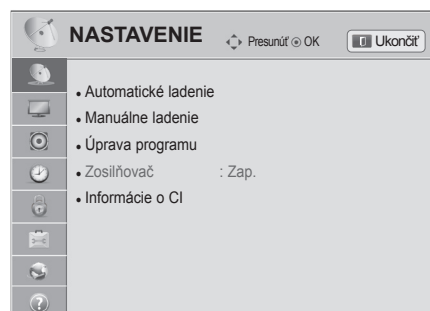 NASTAVENIE Presunúť OK Ukončiť
• Automatické ladenie
• Manuálne ladenie
• Úprava programu
• Zosilňovač : Zap.
• Informácie o CI